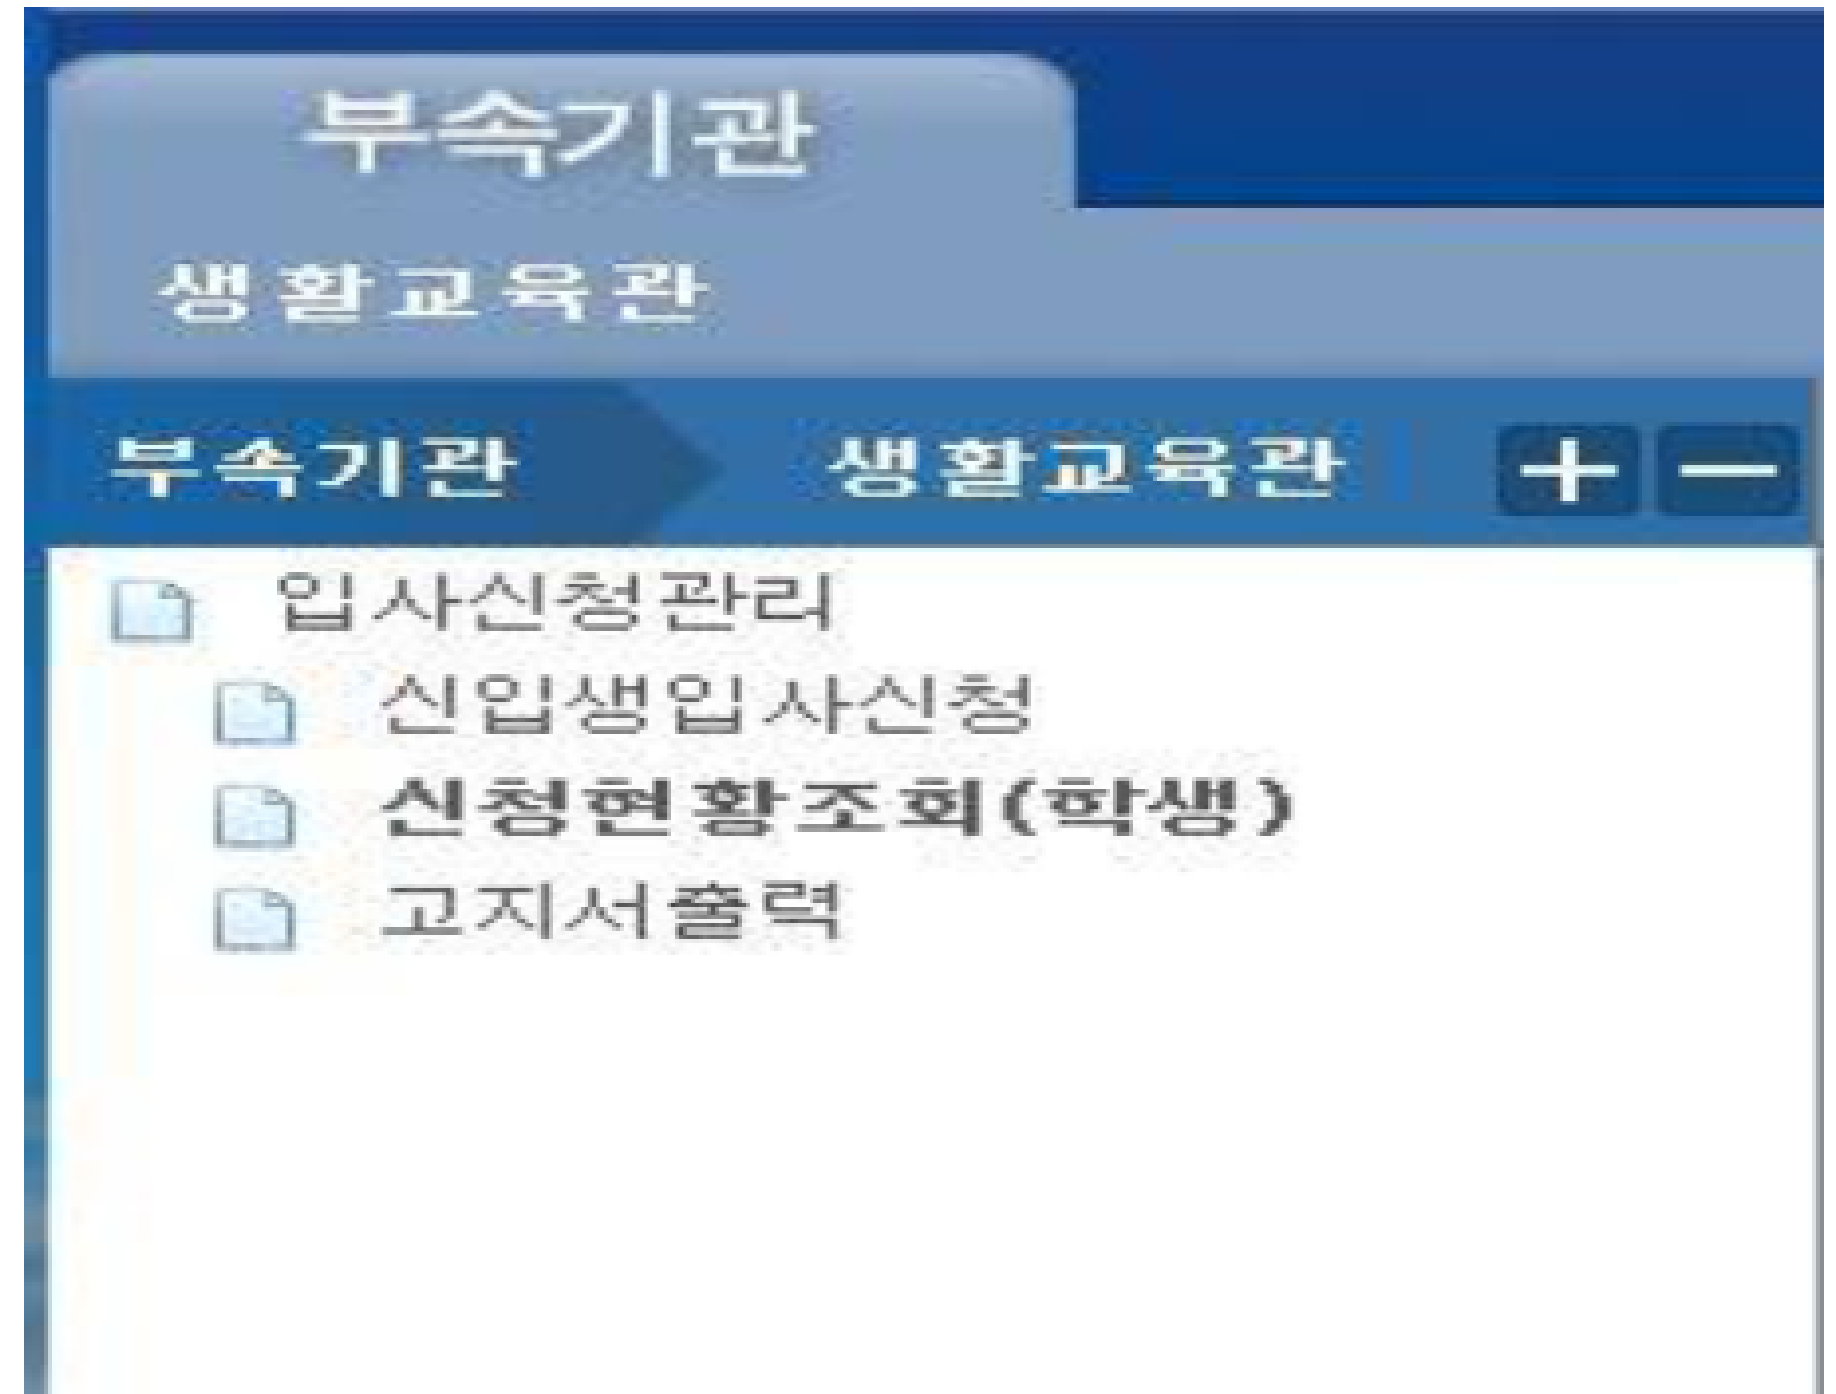 부속기관
생활교육관
부속기관 생활교육관 + −
입사신청관리
신입생입사신청
신청현황조회(학생)
고지서출력